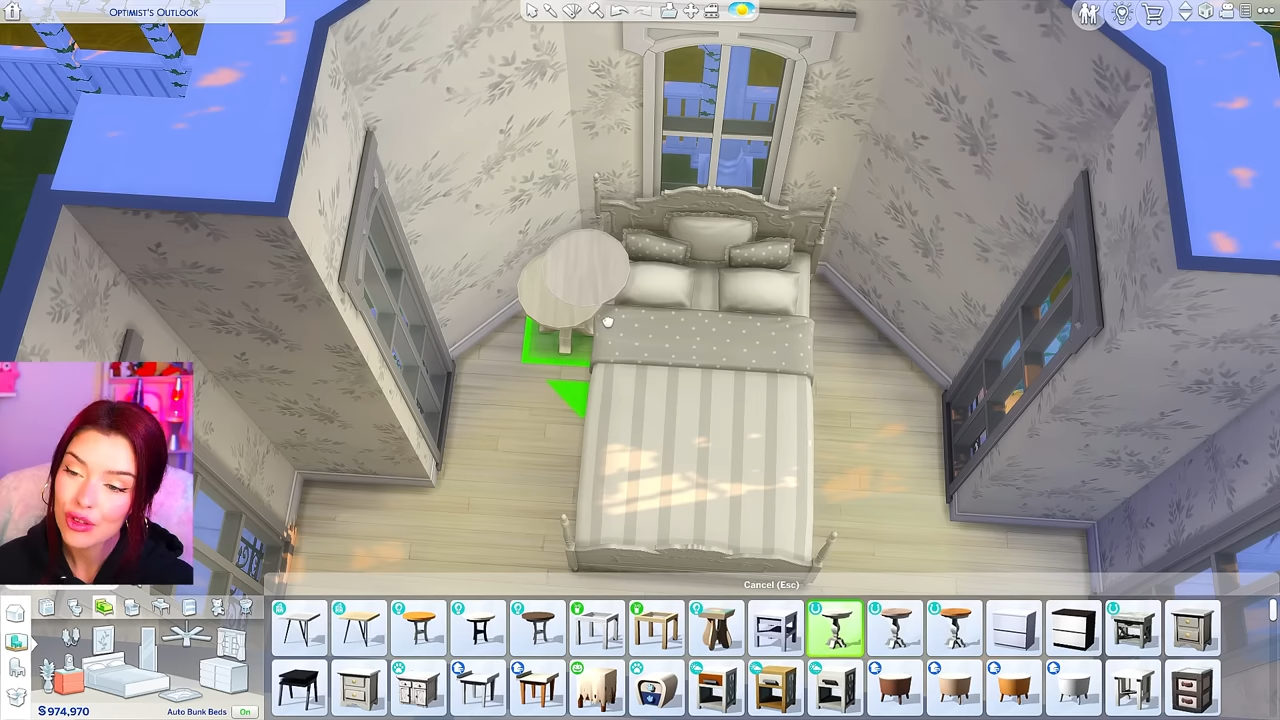 OPTIMIST'S OUTLOOK
Cancel (Esc)
$974,970
Auto Bunk Beds
On